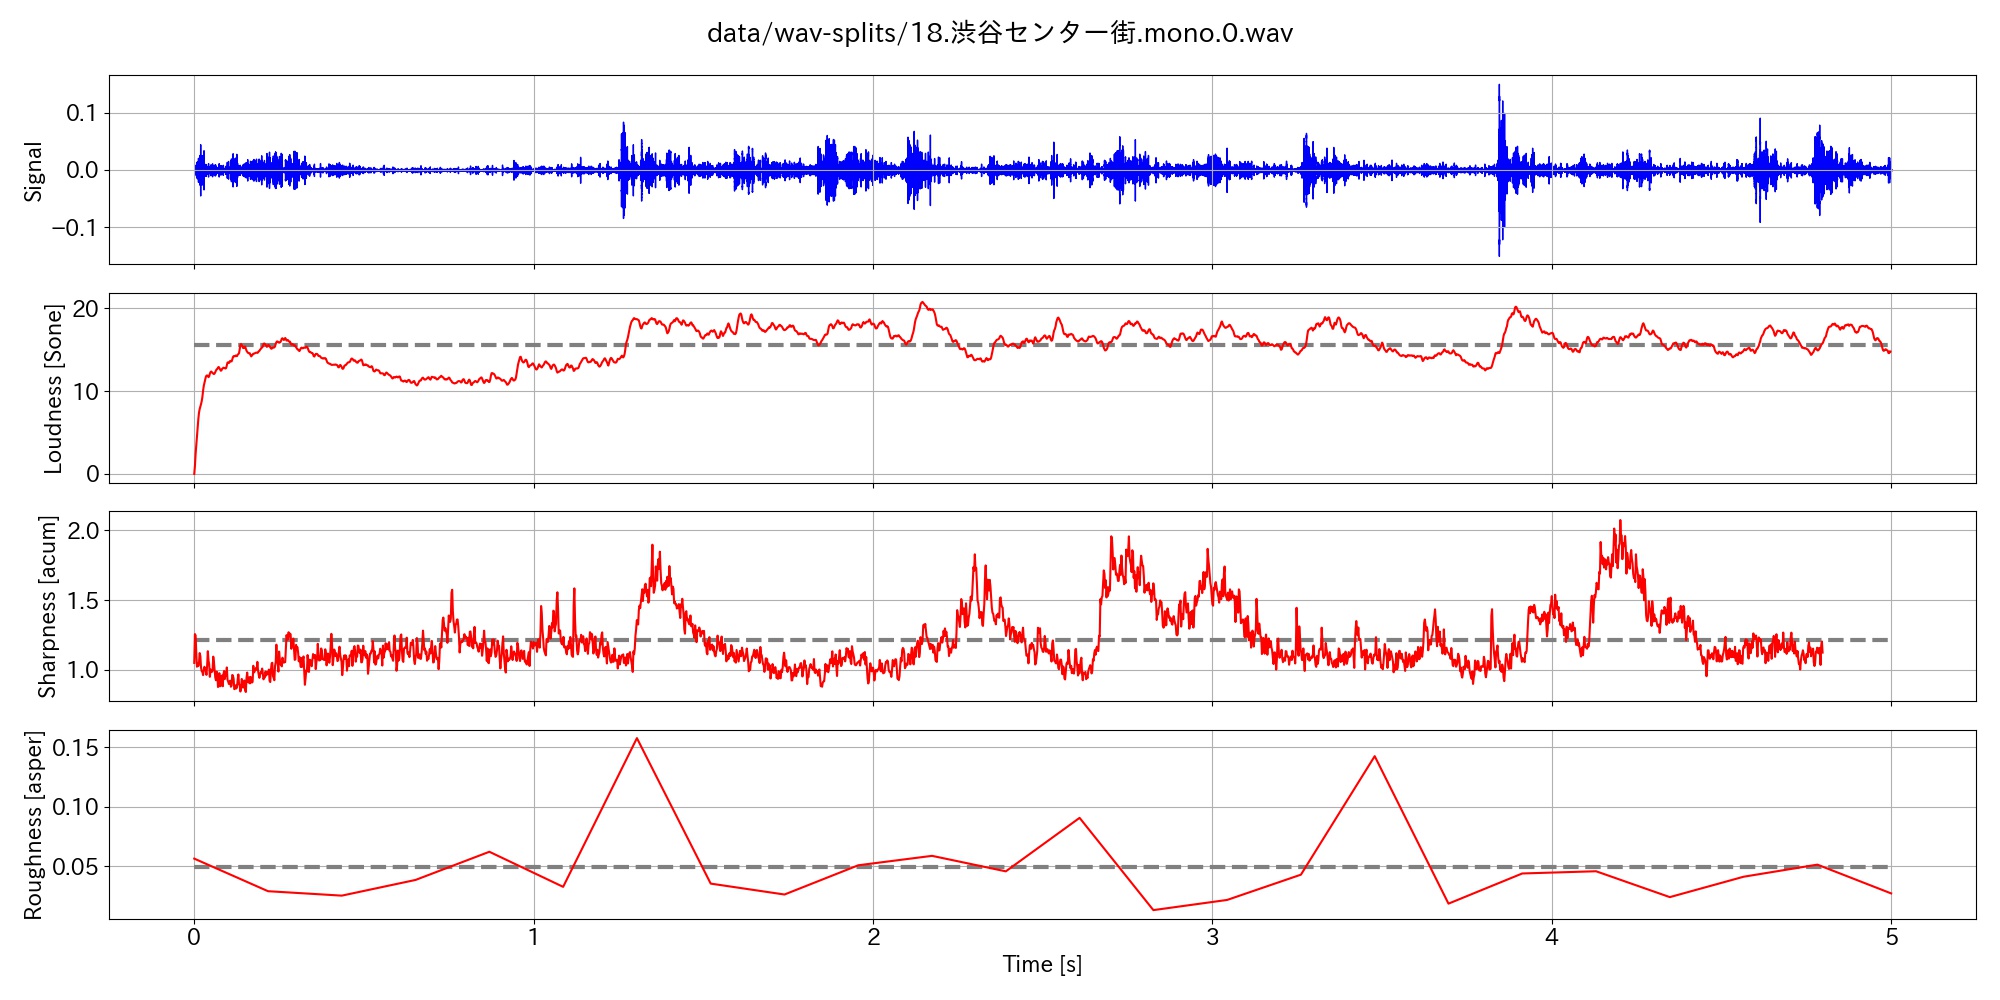 data/wav-splits/18.渋谷センター街.mono.0.wav
Signal
0.1
0.0
−0.1
Loudness [Sone]
20
10
0
Sharpness [acum]
2.0
1.5
1.0
Roughness [asper]
0.15
0.10
0.05
0 1 2 3 4 5
Time [s]